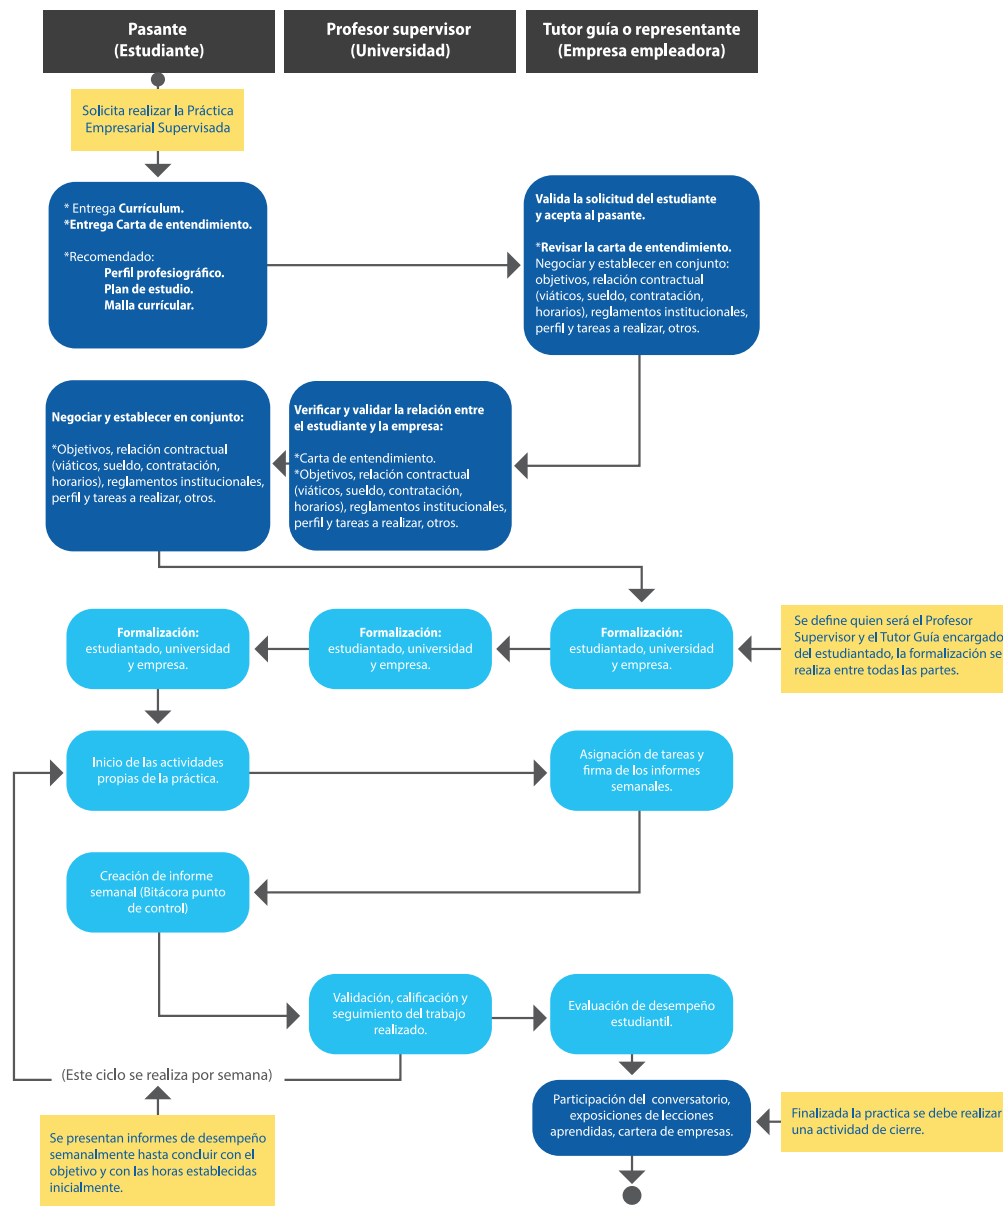 Pasante
(Estudiante)
Profesor supervisor
(Universidad)
Tutor guía o representante
(Empresa empleadora)
Solicita realizar la Práctica
Empresarial Supervisada
* Entrega Currículum.
*Entrega Carta de entendimiento.
*Recomendado:
Perfil profesiográfico.
Plan de estudio.
Malla currícular.
Valida la solicitud del estudiante
y acepta al pasante.
*Revisar la carta de entendimiento.
Negociar y establecer en conjunto:
objetivos, relación contractual
(viáticos, sueldo, contratación,
horarios), reglamentos institucionales,
perfil y tareas a realizar, otros.
Negociar y establecer en conjunto:
*Objetivos, relación contractual
(viáticos, sueldo, contratación,
horarios), reglamentos institucionales,
perfil y tareas a realizar, otros.
Verificar y validar la relación entre
el estudiante y la empresa:
*Carta de entendimiento.
*Objetivos, relación contractual
(viáticos, sueldo, contratación,
horarios), reglamentos institucionales,
perfil y tareas a realizar, otros.
Formalización:
estudiantado, universidad
y empresa.
Formalización:
estudiantado, universidad
y empresa.
Formalización:
estudiantado, universidad
y empresa.
Se define quien será el Profesor
Supervisor y el Tutor Guía encargado
del estudiantado, la formalización se
realiza entre todas las partes.
Inicio de las actividades
propias de la práctica.
Asignación de tareas y
firma de los informes
semanales.
Creación de informe
semanal (Bitácora punto
de control)
Validación, calificación y
seguimiento del trabajo
realizado.
Evaluación de desempeño
estudiantil.
(Este ciclo se realiza por semana)
Participación del conversatorio,
exposiciones de lecciones
aprendidas, cartera de empresas.
Finalizada la practica se debe realizar
una actividad de cierre.
Se presentan informes de desempeño
semanalmente hasta concluir con el
objetivo y con las horas establecidas
inicialmente.